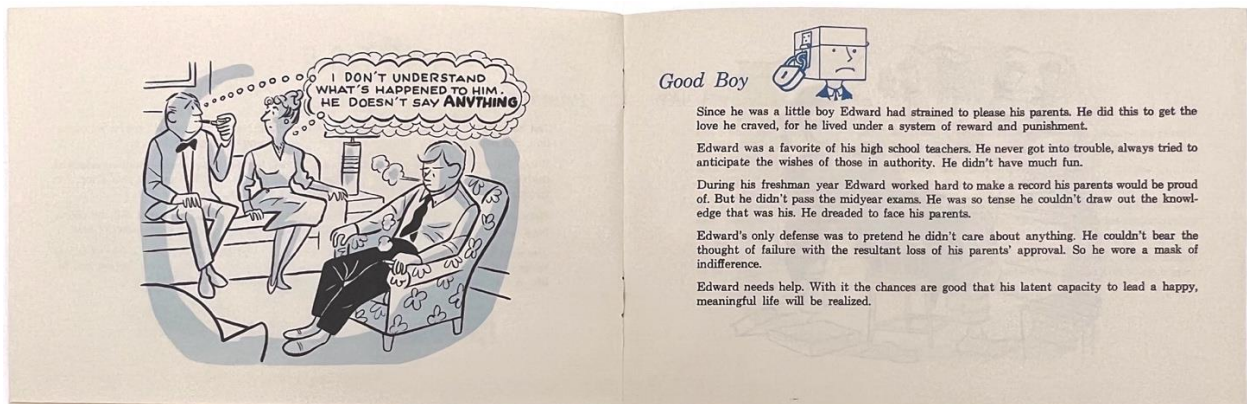 I DON'T UNDERSTAND
WHAT'S HAPPENED TO HIM.
HE DOESN'T SAY ANYTHING
Good Boy
Since he was a little boy Edward had strained to please his parents. He did this to get the
love he craved, for he lived under a system of reward and punishment.
Edward was a favorite of his high school teachers. He never got into trouble, always tried to
anticipate the wishes of those in authority. He didn't have much fun.
During his freshman year Edward worked hard to make a record his parents would be proud
of. But he didn't pass the midyear exams. He was so tense he couldn't draw out the knowl-
edge that was his. He dreaded to face his parents.
Edward's only defense was to pretend he didn't care about anything. He couldn't bear the
thought of failure with the resultant loss of his parents' approval. So he wore a mask of
indifference.
Edward needs help. With it the chances are good that his latent capacity to lead a happy,
meaningful life will be realized.